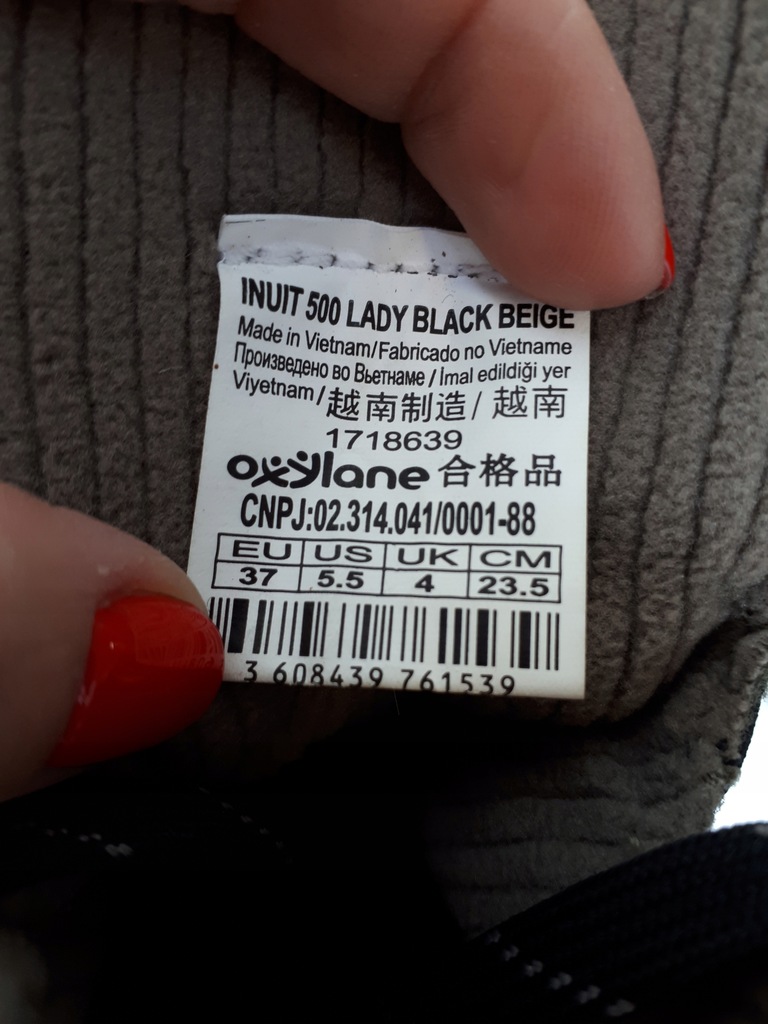 INUIT 500 LADY BLACK BEIGE
Made in Vietnam/Fabricado no Vietname
Произведено во Вьетнаме / İmal edildiği yer
Viyetnam/越南制造/ 越南
1718639
oxylane 合格品
CNPJ:02.314.041/0001-88
EU US UK CM
37 5.5 4 23.5
3 608439 761539